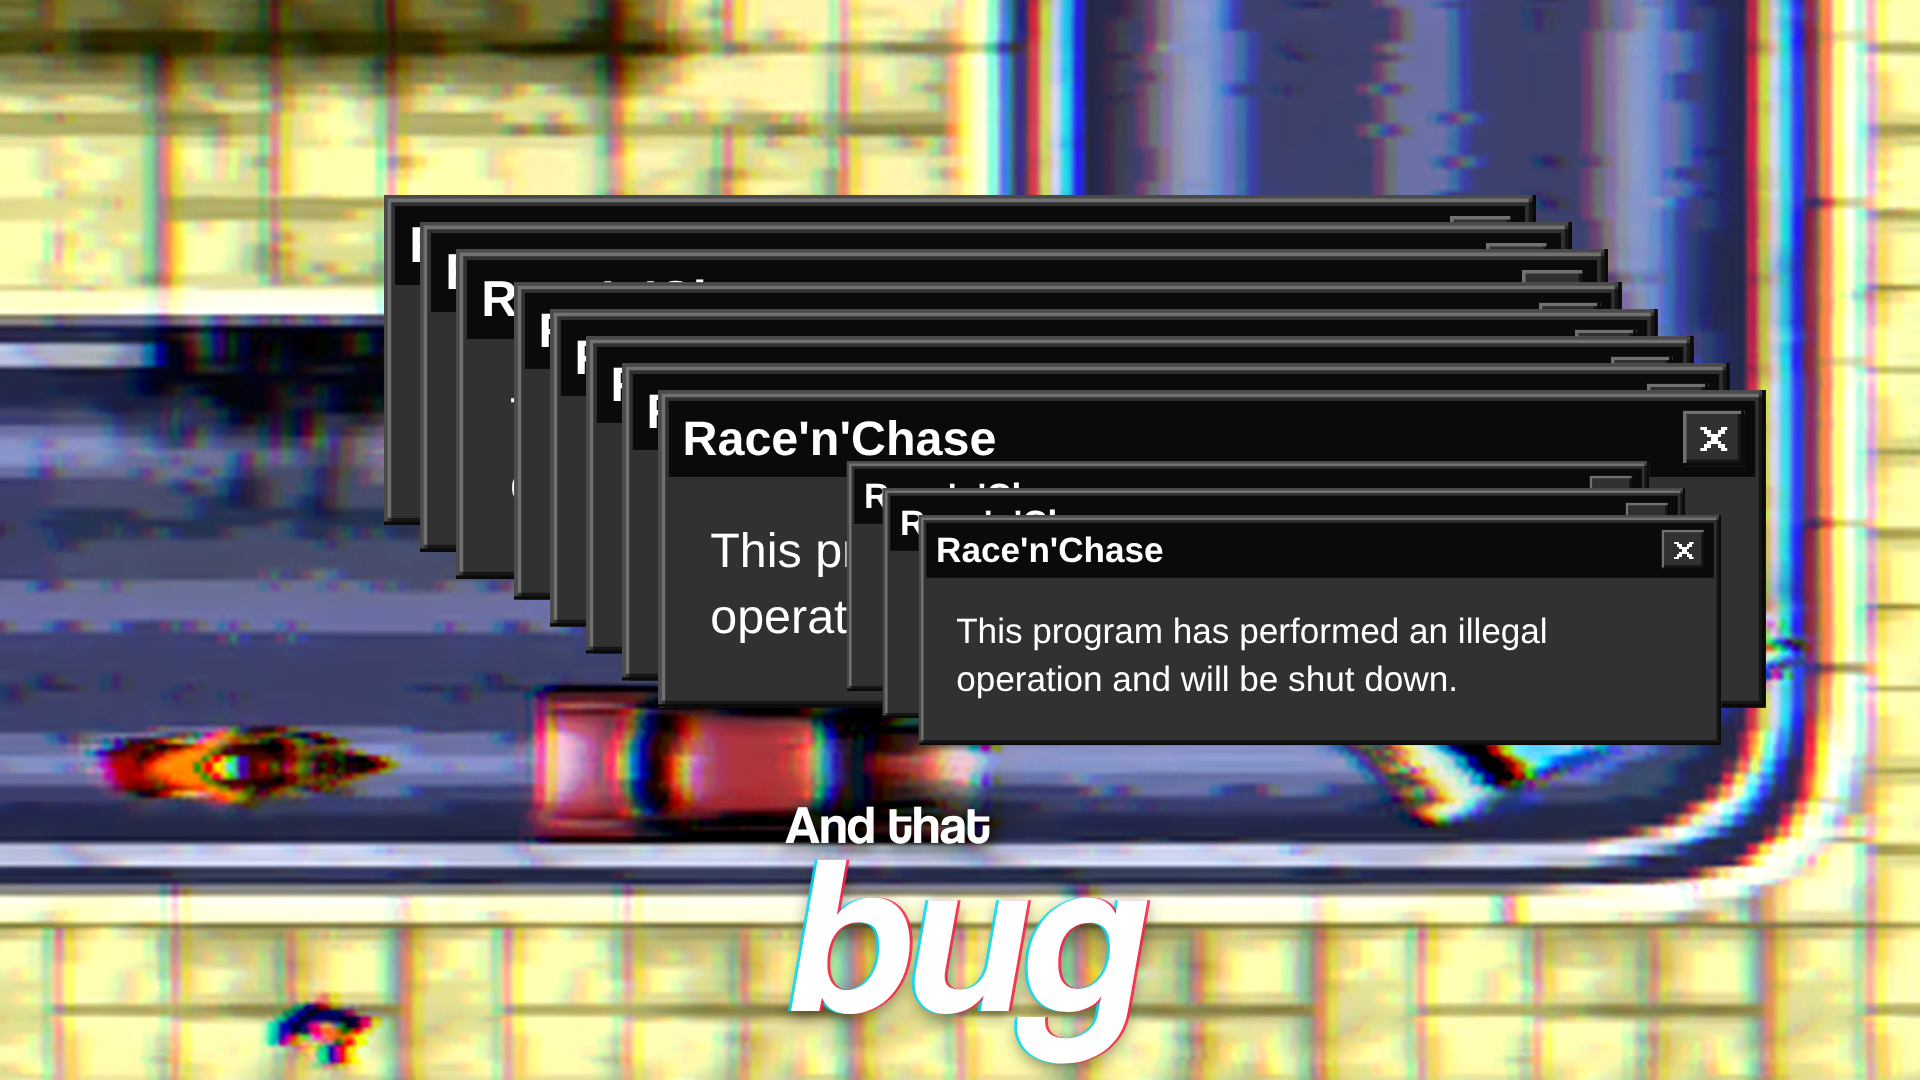 Race'n'Chase
This pr
operat
Race'n'Chase
This program has performed an illegal
operation and will be shut down.
And that
bug